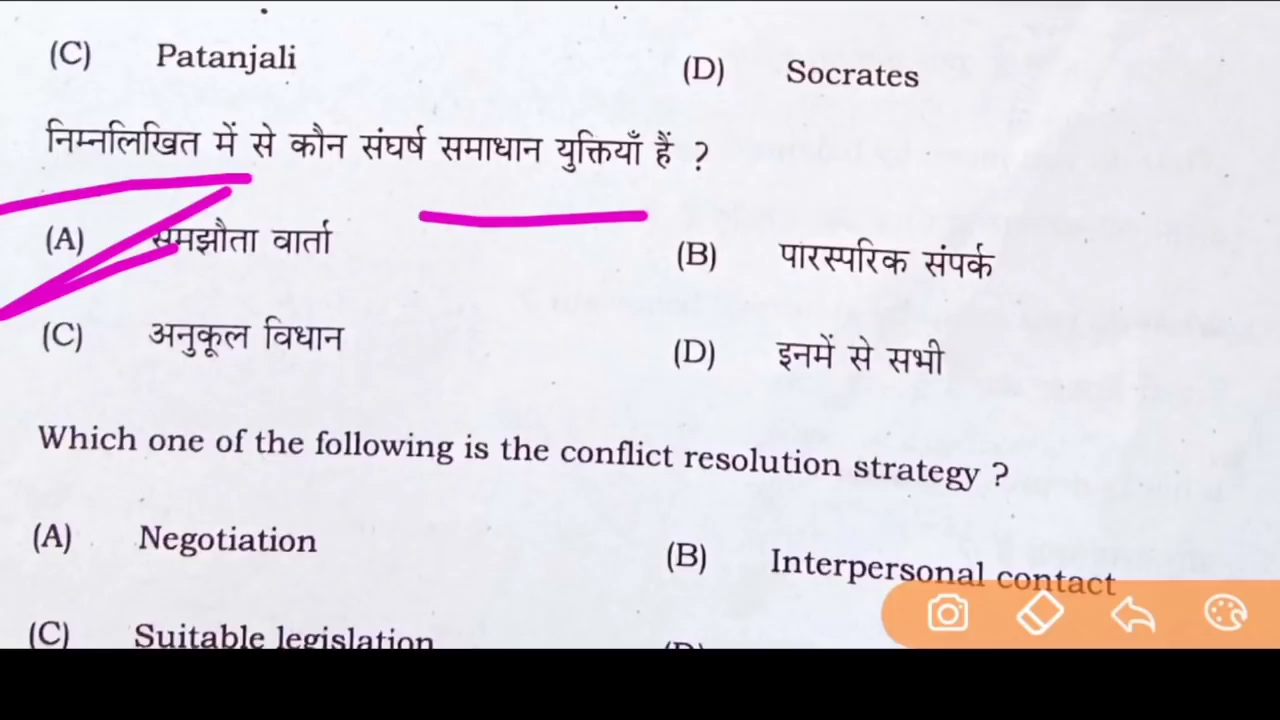 (C) Patanjali (D) Socrates
निम्नलिखित में से कौन संघर्ष समाधान युक्तियाँ हैं ?
(A) समझौता वार्ता (B) पारस्परिक संपर्क
(C) अनुकूल विधान (D) इनमें से सभी
Which one of the following is the conflict resolution strategy ?
(A) Negotiation (B) Interpersonal contact
(C) Suitable legislation (D)